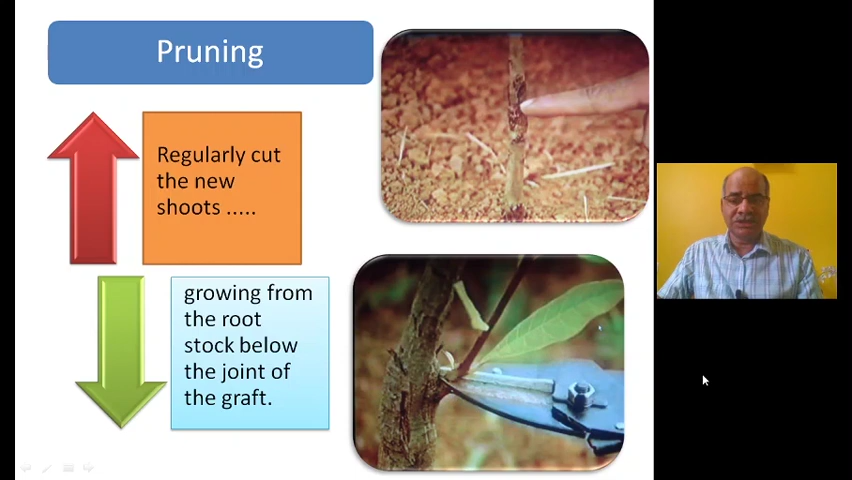 Pruning
Regularly cut
the new
shoots .....
growing from
the root
stock below
the joint of
the graft.